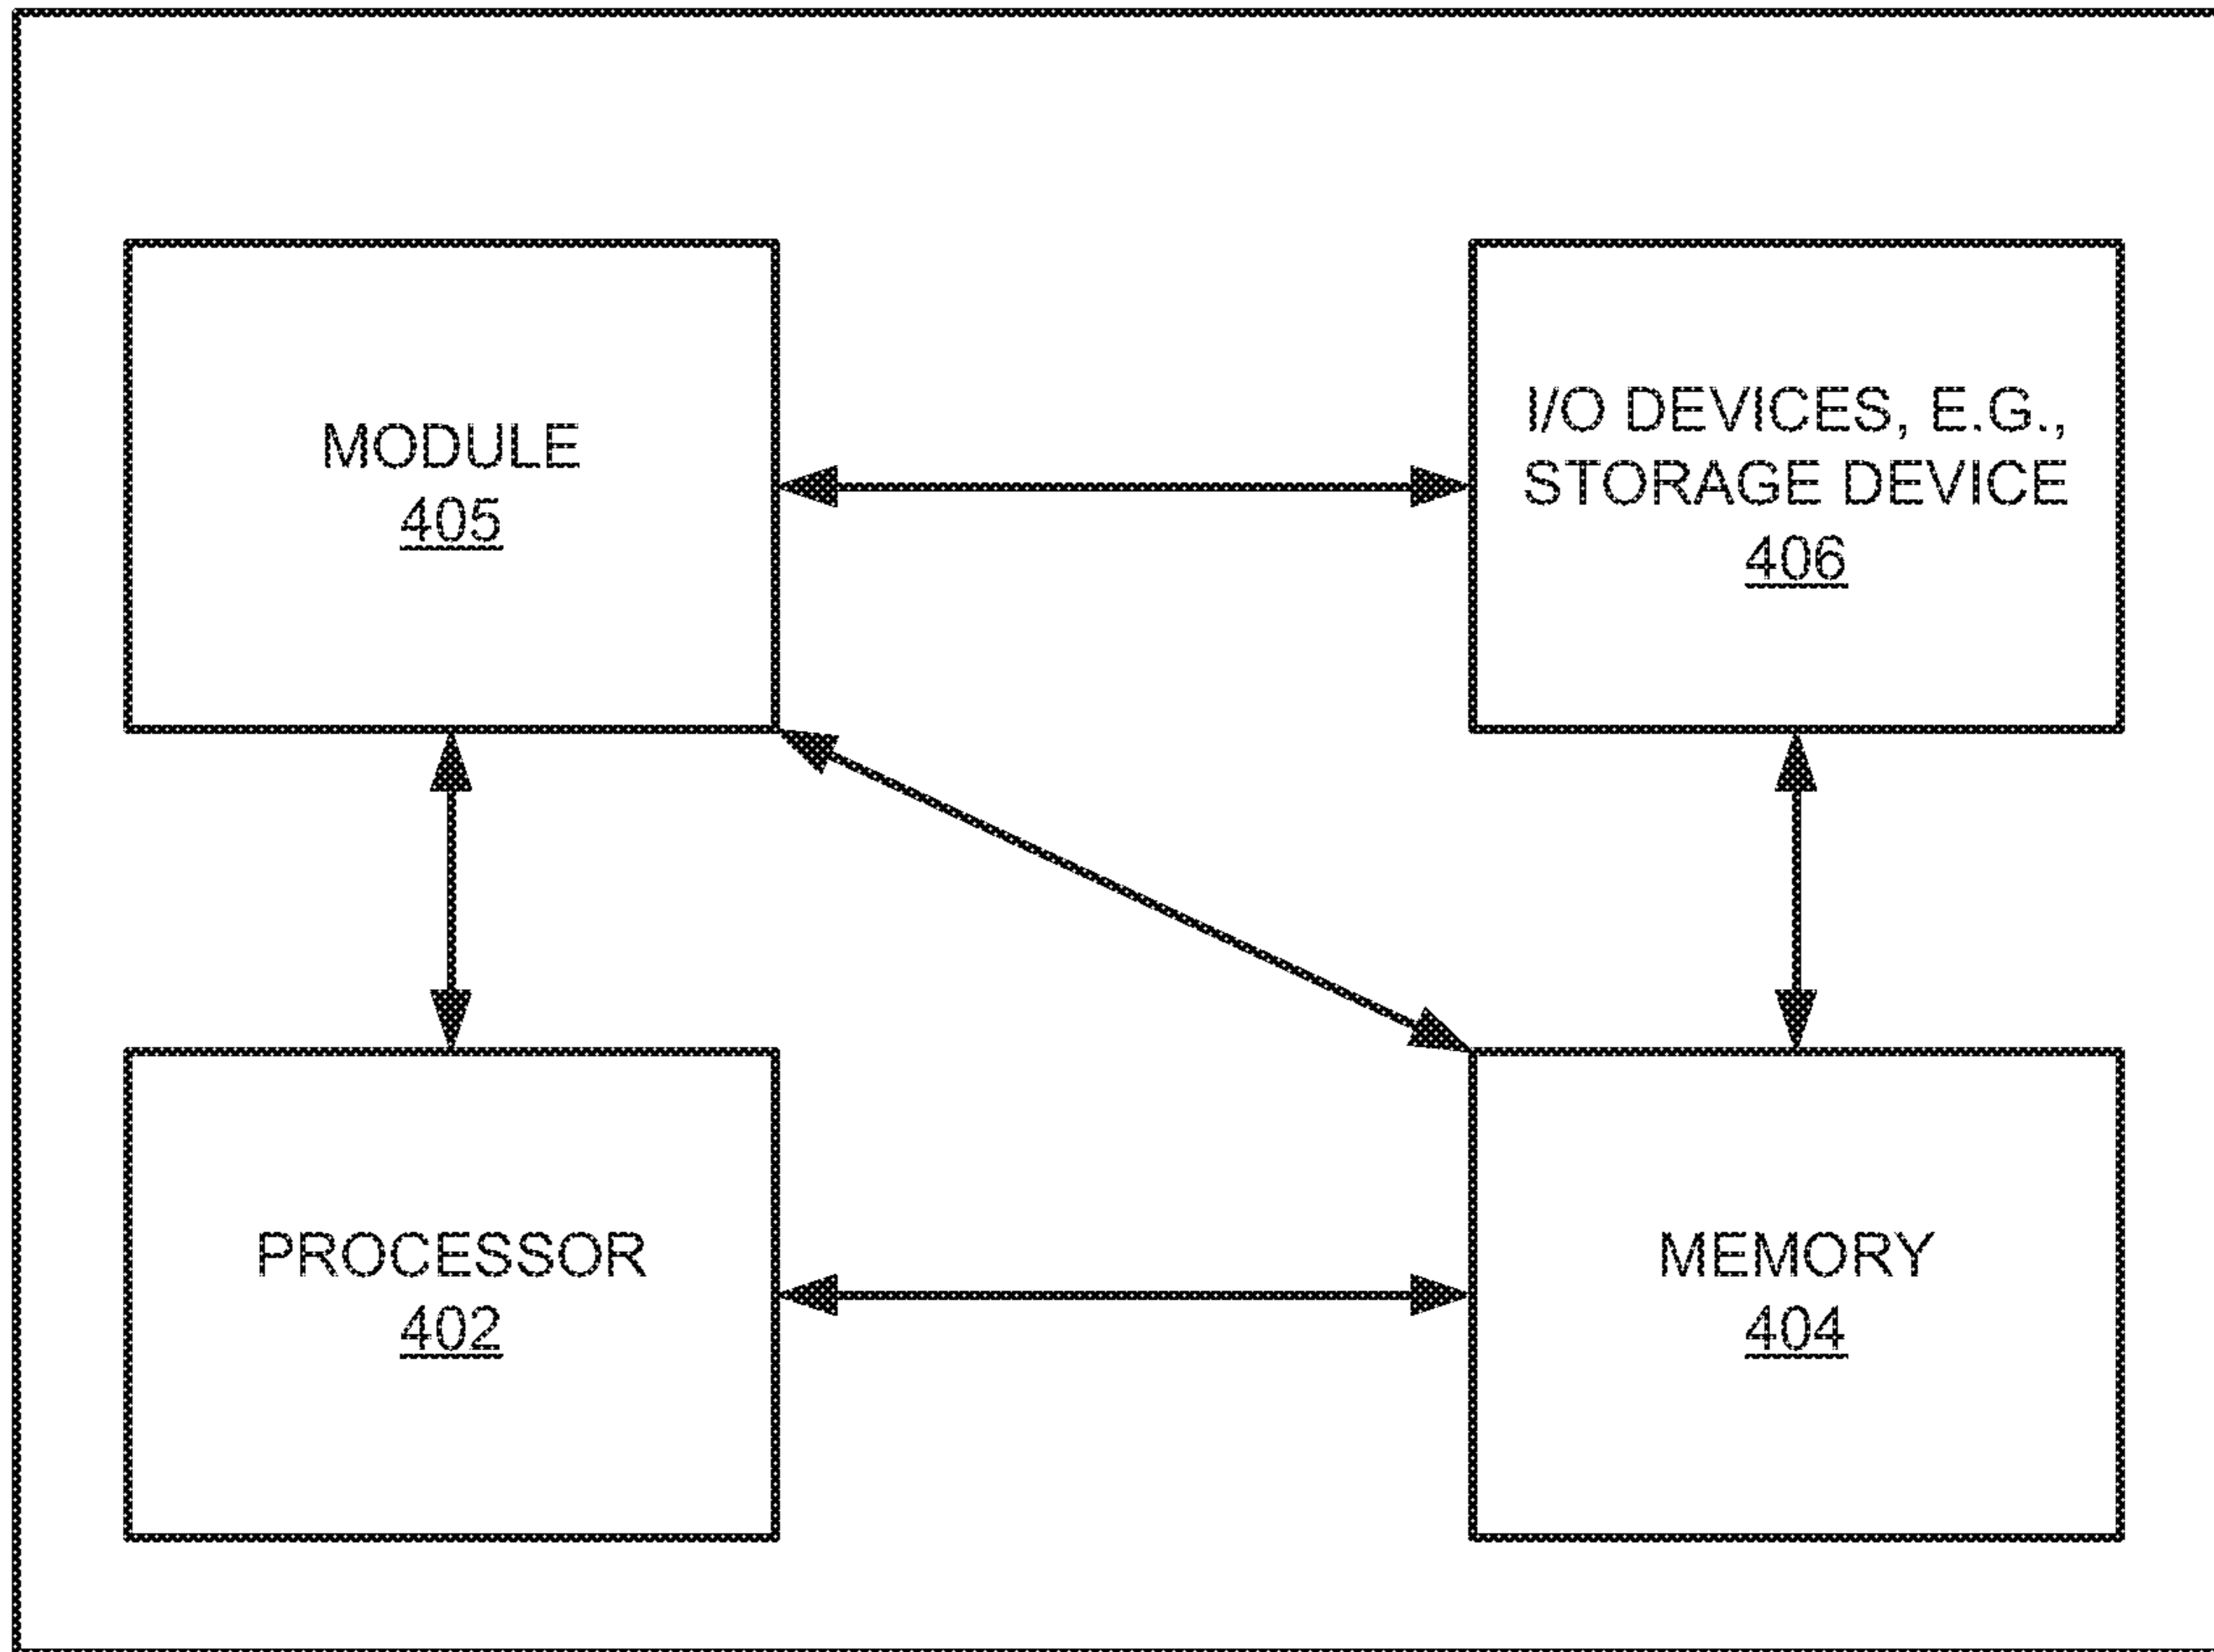 MODULE
405
I/O DEVICES, E.G.,
STORAGE DEVICE
406
PROCESSOR
402
MEMORY
404